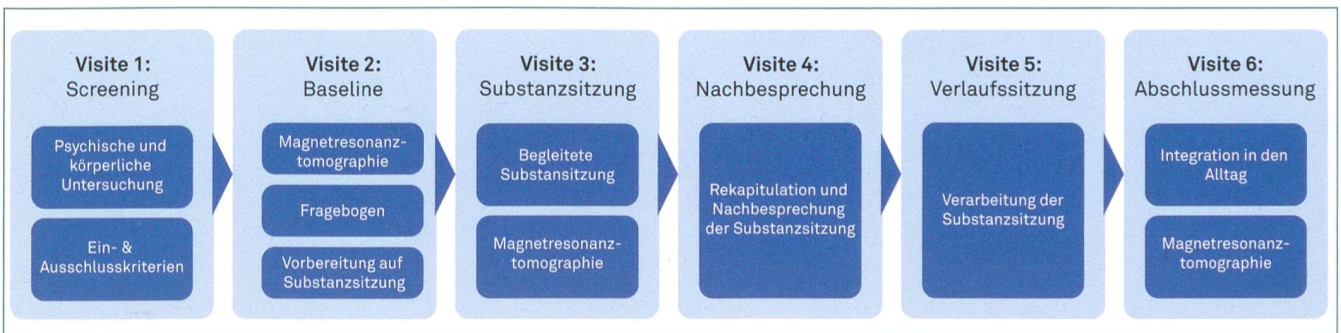 Visite 1:
Screening
Psychische und
körperliche
Untersuchung
Ein- &
Ausschlusskriterien
Visite 2:
Baseline
Magnetresonanz-
tomographie
Fragebogen
Vorbereitung auf
Substanzsitzung
Visite 3:
Substanzsitzung
Begleitete
Substansitzung
Magnetresonanz-
tomographie
Visite 4:
Nachbesprechung
Rekapitulation und
Nachbesprechung
der Substanzsitzung
Visite 5:
Verlaufssitzung
Verarbeitung der
Substanzsitzung
Visite 6:
Abschlussmessung
Integration in den
Alltag
Magnetresonanz-
tomographie